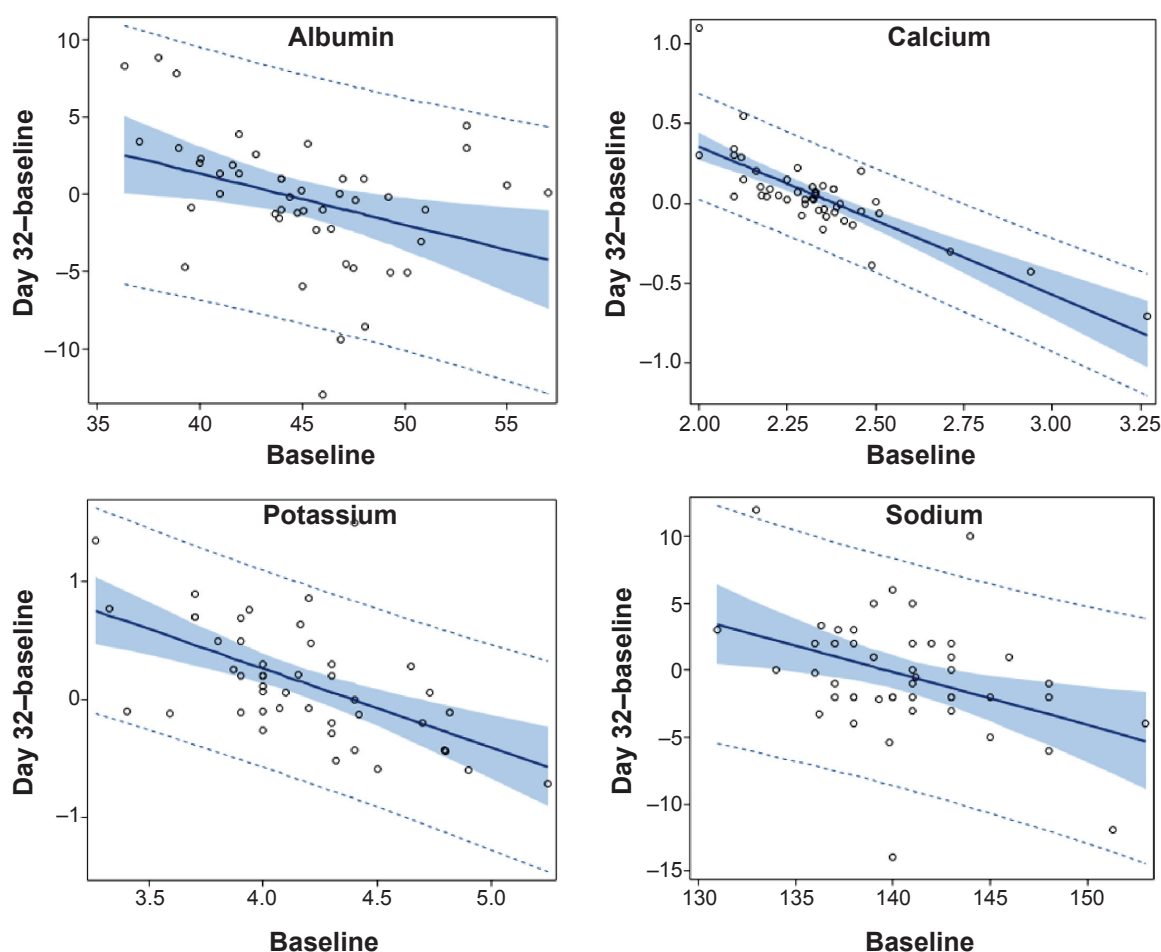 Albumin
10
5
0
–5
–10
Day 32–baseline
35 40 45 50 55
Baseline
Calcium
1.0
0.5
0.0
–0.5
–1.0
Day 32–baseline
2.00 2.25 2.50 2.75 3.00 3.25
Baseline
Potassium
1
0
–1
Day 32–baseline
3.5 4.0 4.5 5.0
Baseline
Sodium
10
5
0
–5
–10
–15
Day 32–baseline
130 135 140 145 150
Baseline